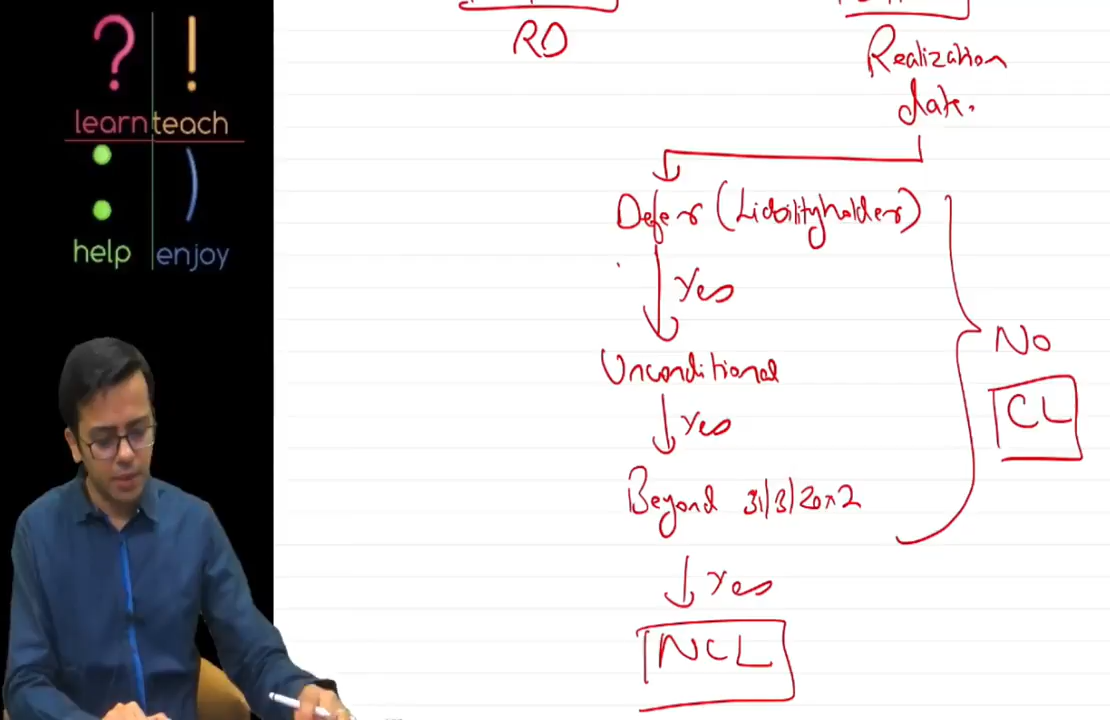 ?
!
learn teach
help enjoy
RD
Realization
date.
Defer (Liabilityholder)
Yes
Unconditional
Yes
Beyond 31/3/20x2
Yes
NCL
No
CL